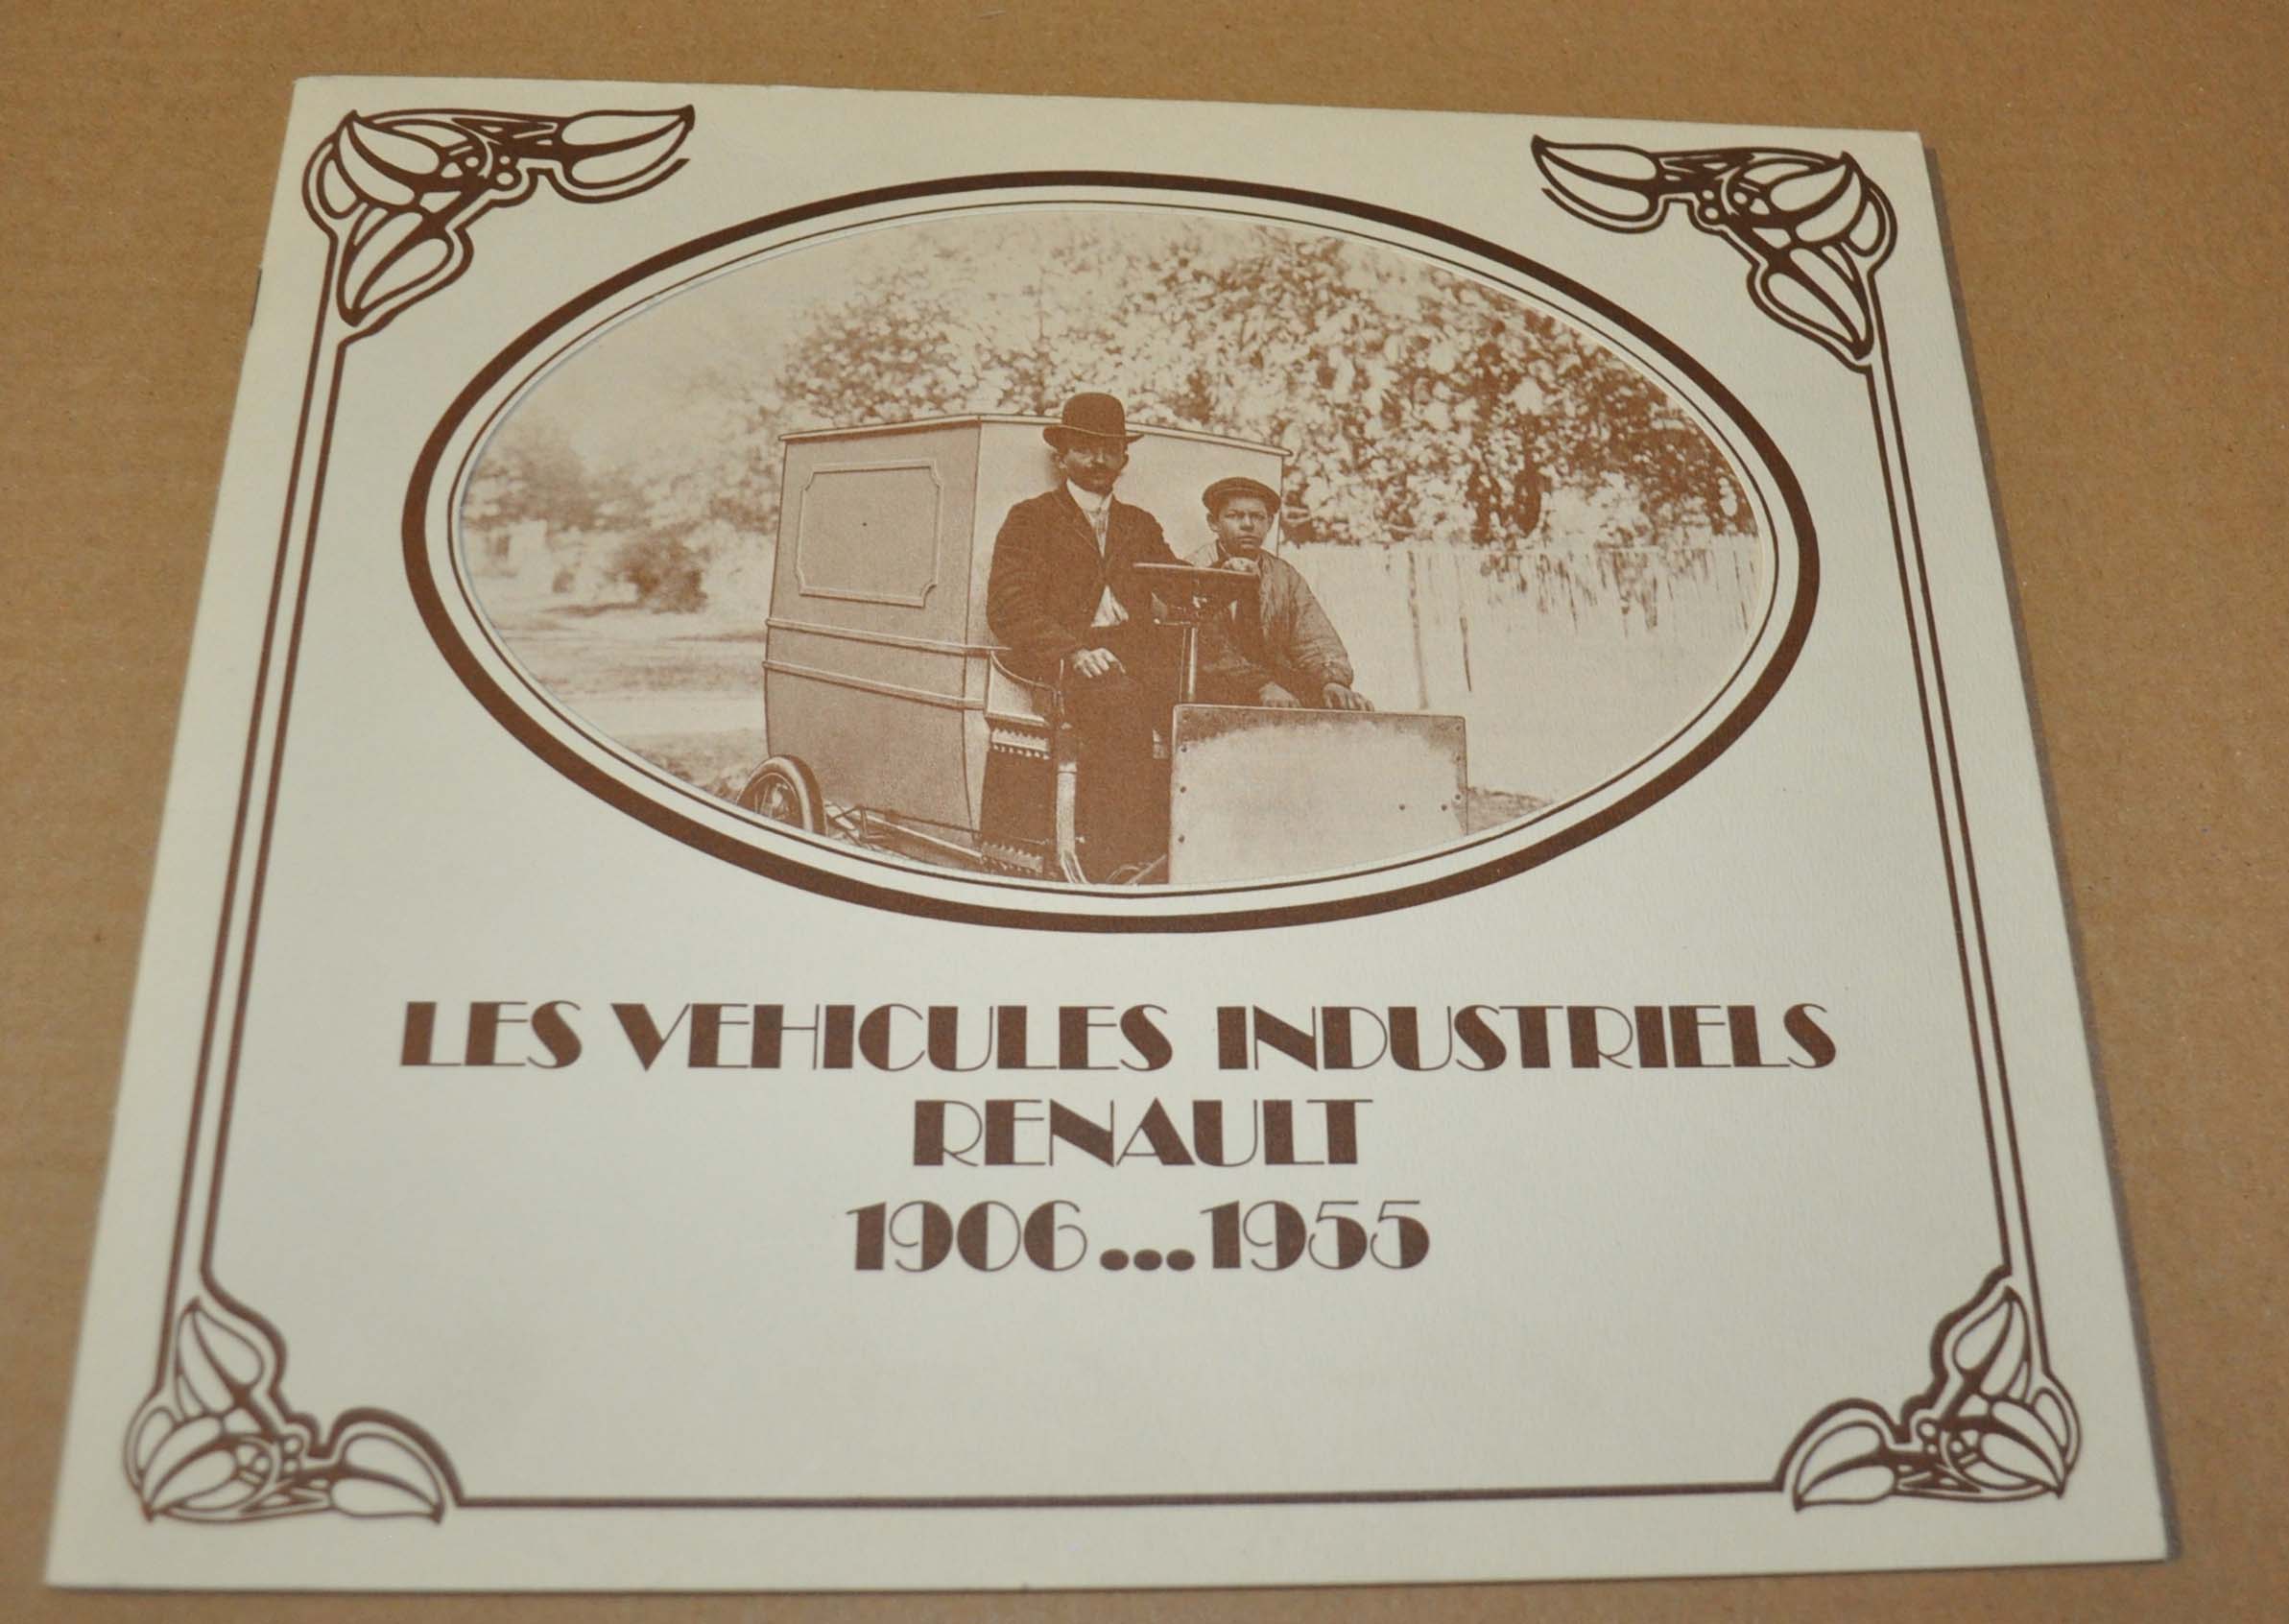 LES VEHICULES INDUSTRIELS
RENAULT
1906...1955